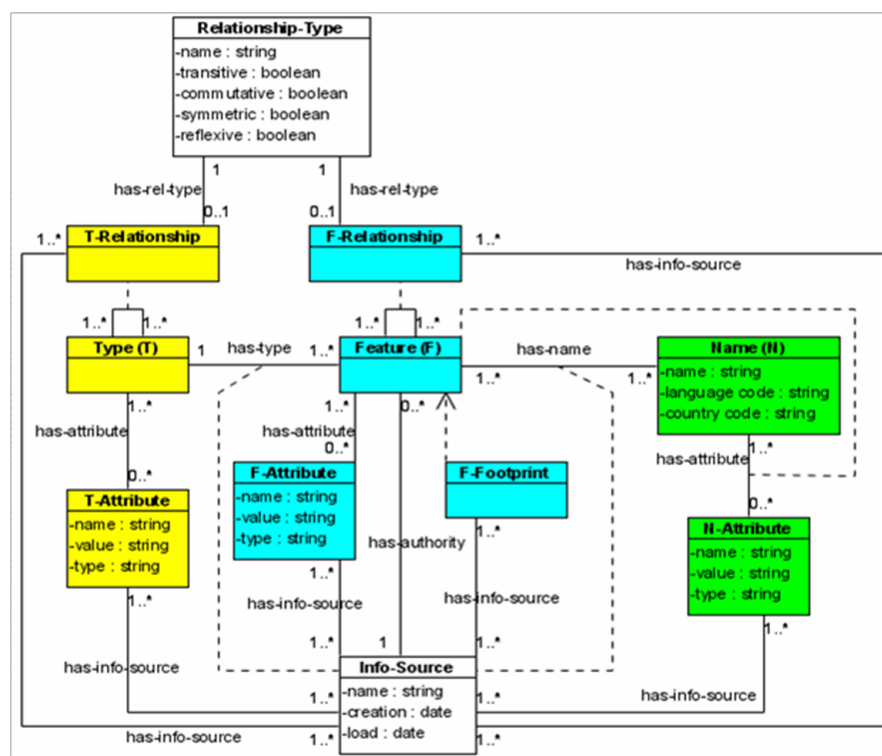 Relationship-Type
-name : string
-transitive : boolean
-commutative : boolean
-symmetric : boolean
-reflexive : boolean
1
1
has-rel-type
has-rel-type
0..1
0..1
1..*
T-Relationship
F-Relationship
1..*
has-info-source
1..*
1..*
1..*
1..*
Type (T)
1
has-type
1..*
Feature (F)
has-name
Name (N)
-name : string
-language code : string
-country code : string
1..*
1..*
1..*
1..*
0..*
has-attribute
has-attribute
0..*
1..*
has-attribute
F-Attribute
-name : string
-value : string
-type : string
F-Footprint
0..*
T-Attribute
-name : string
-value : string
-type : string
0..*
N-Attribute
-name : string
-value : string
-type : string
has-authority
1..*
1..*
1..*
has-info-source
has-info-source
1..*
1..*
1
1..*
has-info-source
Info-Source
-name : string
-creation : date
-load : date
has-info-source
1..*
1..*
has-info-source
1..*
1..*